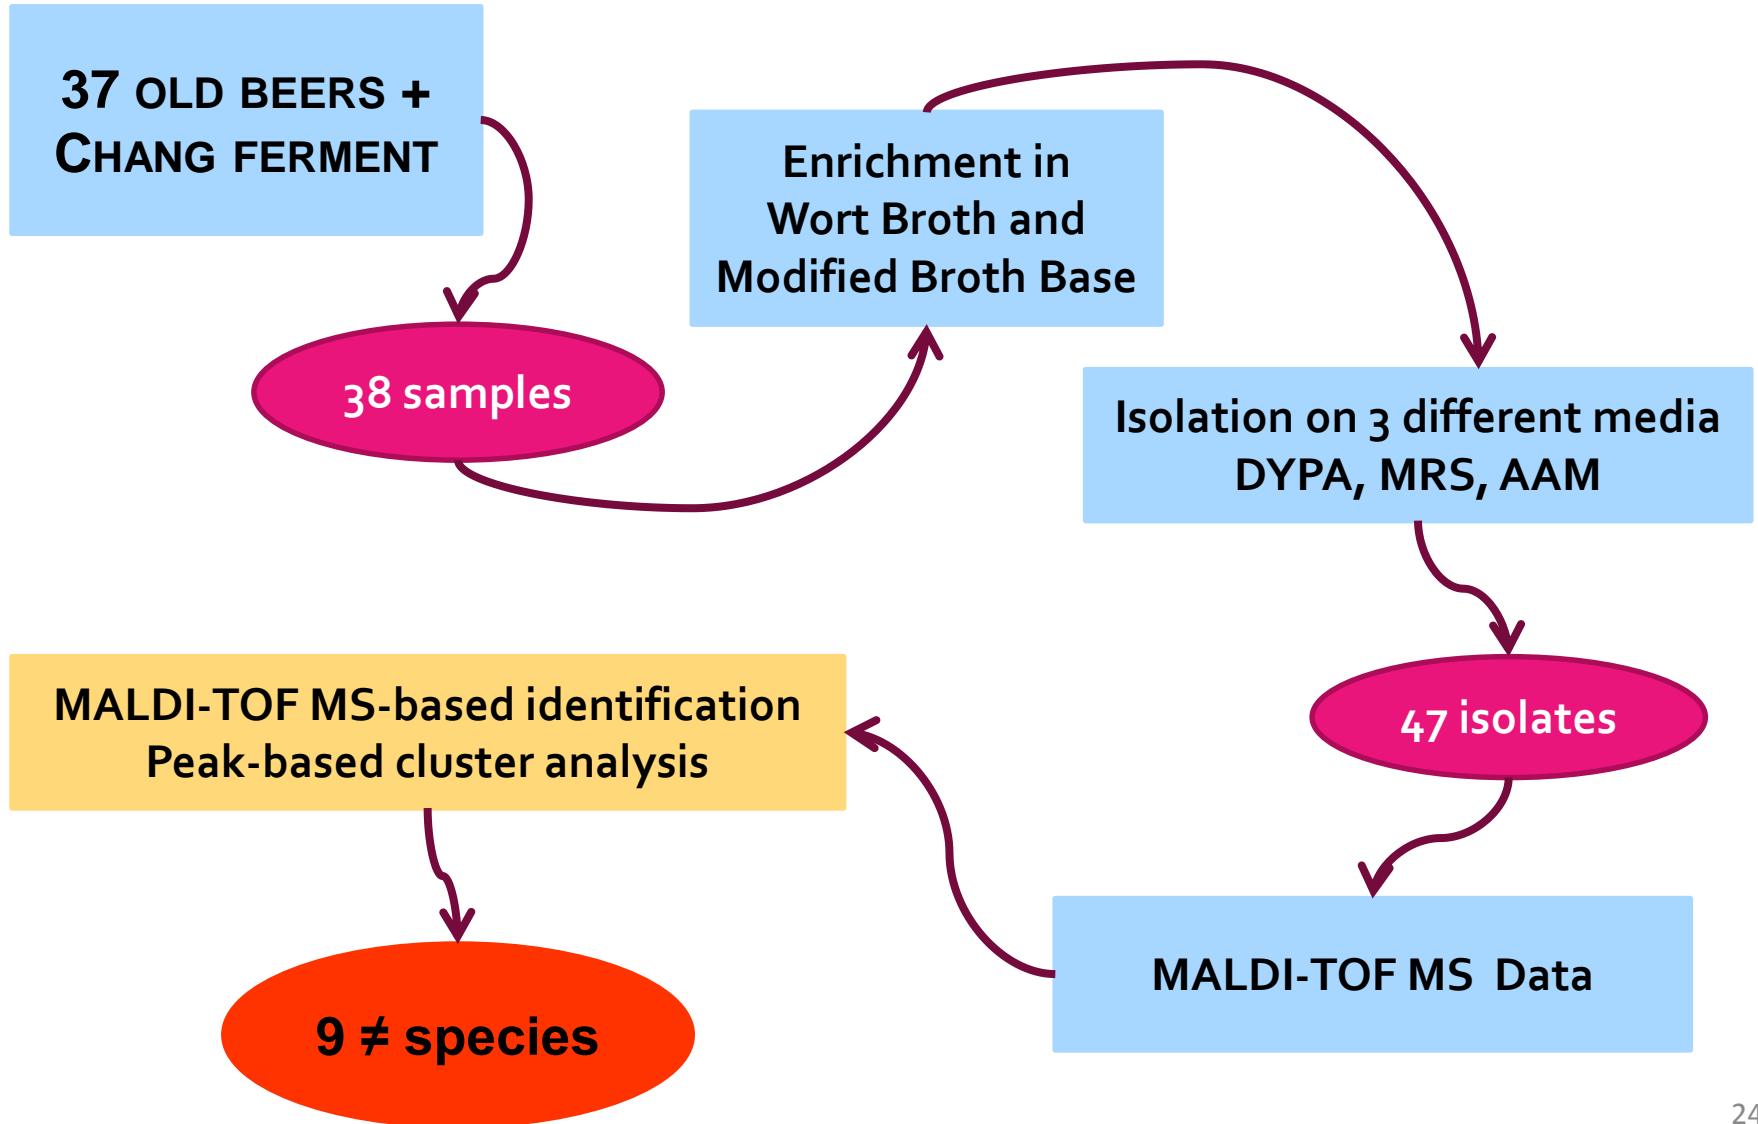 37 OLD BEERS +
CHANG FERMENT
38 samples
Enrichment in
Wort Broth and
Modified Broth Base
Isolation on 3 different media
DYPA, MRS, AAM
47 isolates
MALDI-TOF MS Data
MALDI-TOF MS-based identification
Peak-based cluster analysis
9 ≠ species
24